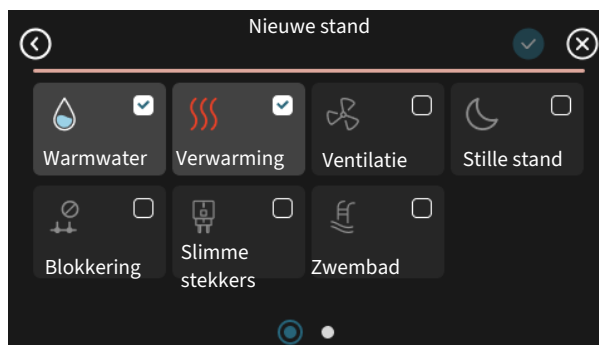 Nieuwe stand
Warmwater
Verwarming
Ventilatie
Stille stand
Blokkering
Slimme
stekkers
Zwembad